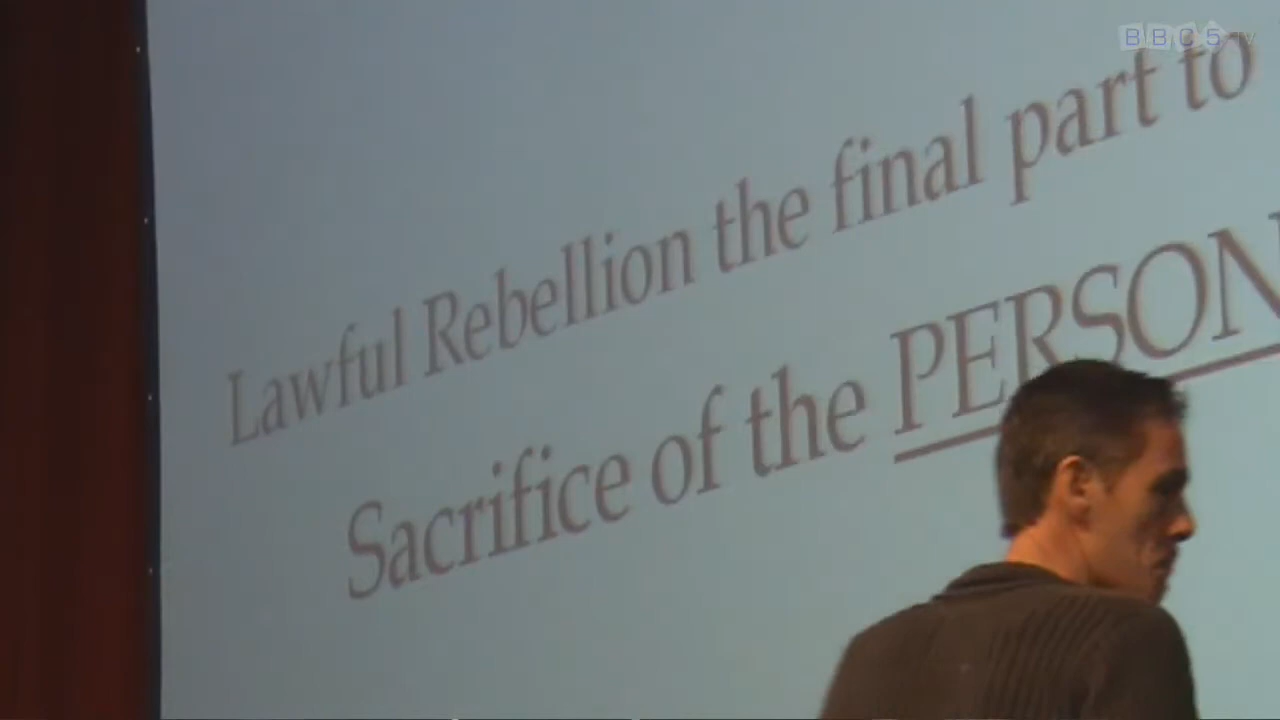 BBC5.TV
Lawful Rebellion the final part to
Sacrifice of the PERSON